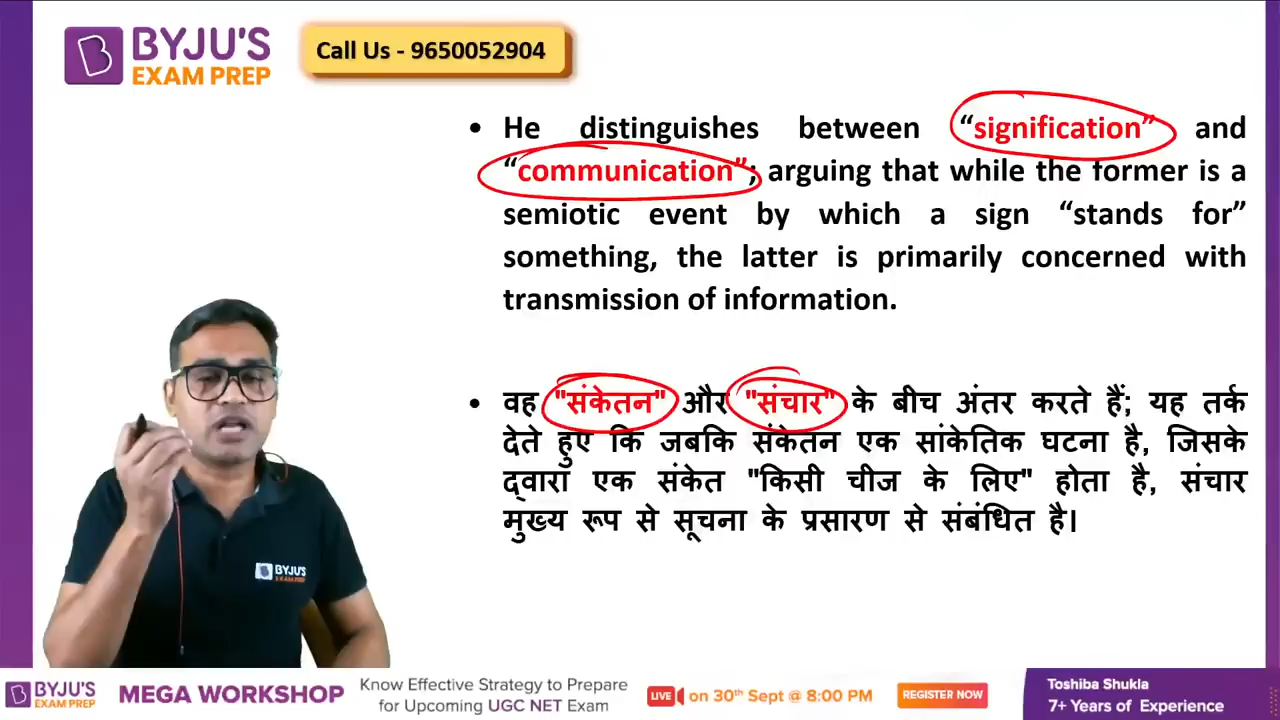 BYJU'S
EXAM PREP
Call Us - 9650052904
• He distinguishes between “signification” and
“communication”; arguing that while the former is a
semiotic event by which a sign “stands for”
something, the latter is primarily concerned with
transmission of information.
• वह "संकेतन" और "संचार" के बीच अंतर करते हैं; यह तर्क
देते हुए कि जबकि संकेतन एक सांकेतिक घटना है, जिसके
द्वारा एक संकेत "किसी चीज के लिए" होता है, संचार
मुख्य रूप से सूचना के प्रसारण से संबंधित है।
BYJU'S
EXAM PREP
BYJU'S
EXAM PREP
MEGA WORKSHOP
Know Effective Strategy to Prepare
for Upcoming UGC NET Exam
LIVE on 30th Sept @ 8:00 PM
REGISTER NOW
Toshiba Shukla
7+ Years of Experience